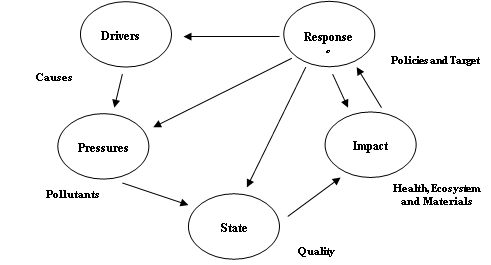 Drivers
Response
Policies and Target
Causes
Pressures
Impact
Pollutants
Health, Ecosystem
and Materials
State
Quality